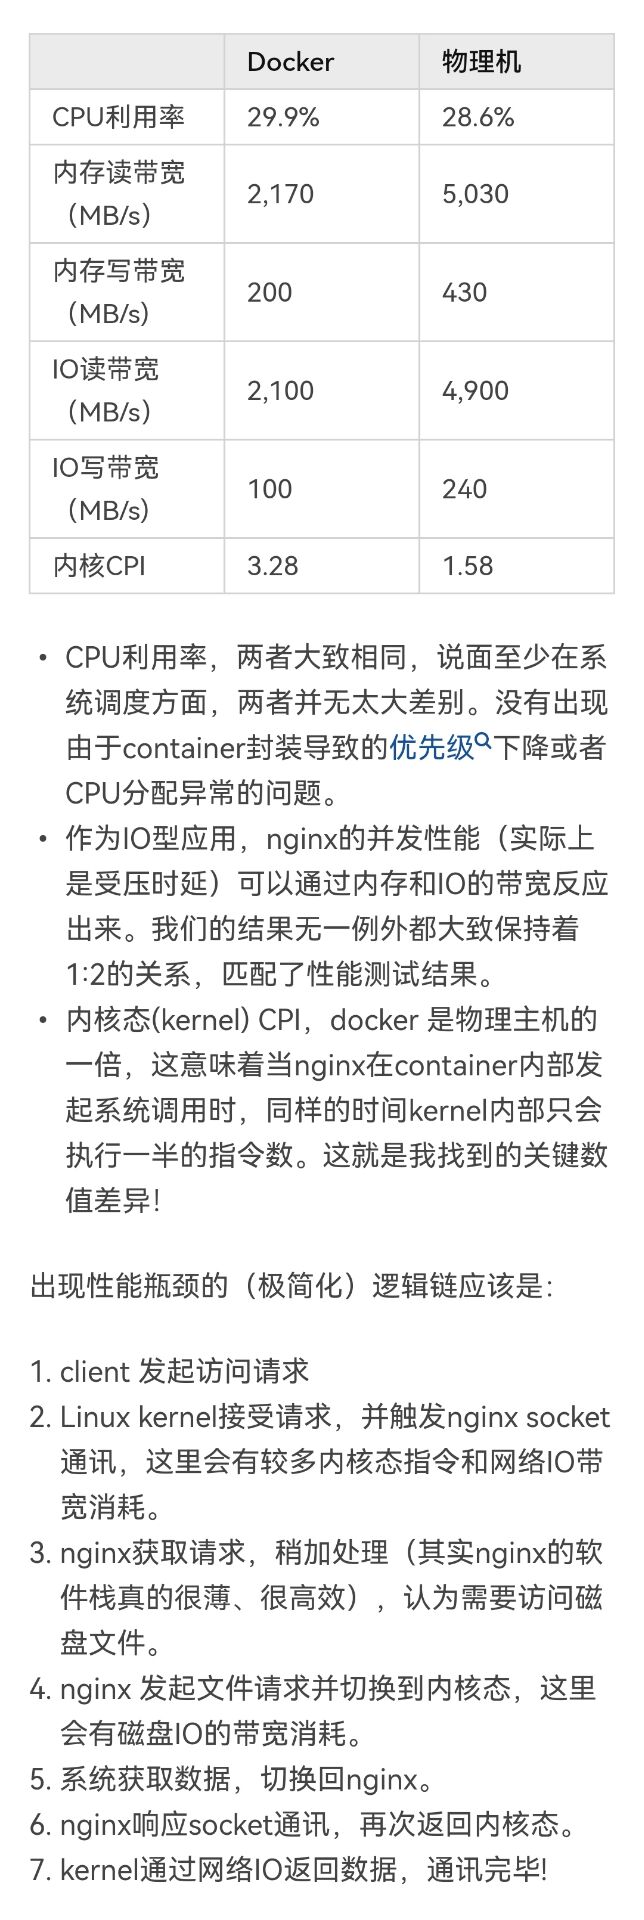 Docker 物理机
CPU利用率 29.9% 28.6%
内存读带宽
（MB/s） 2,170 5,030
内存写带宽
（MB/s) 200 430
IO读带宽
（MB/s） 2,100 4,900
IO写带宽
（MB/s) 100 240
内核CPI 3.28 1.58
• CPU利用率，两者大致相同，说面至少在系
统调度方面，两者并无太大差别。没有出现
由于container封装导致的优先级下降或者
CPU分配异常的问题。
• 作为IO型应用，nginx的并发性能（实际上
是受压时延）可以通过内存和IO的带宽反应
出来。我们的结果无一例外都大致保持着
1:2的关系，匹配了性能测试结果。
• 内核态(kernel) CPI，docker 是物理主机的
一倍，这意味着当nginx在container内部发
起系统调用时，同样的时间kernel内部只会
执行一半的指令数。这就是我找到的关键数
值差异！
出现性能瓶颈的（极简化）逻辑链应该是：
1. client 发起访问请求
2. Linux kernel接受请求，并触发nginx socket
通讯，这里会有较多内核态指令和网络IO带
宽消耗。
3. nginx获取请求，稍加处理（其实nginx的软
件栈真的很薄、很高效），认为需要访问磁
盘文件。
4. nginx 发起文件请求并切换到内核态，这里
会有磁盘IO的带宽消耗。
5. 系统获取数据，切换回nginx。
6. nginx响应socket通讯，再次返回内核态。
7. kernel通过网络IO返回数据，通讯完毕!